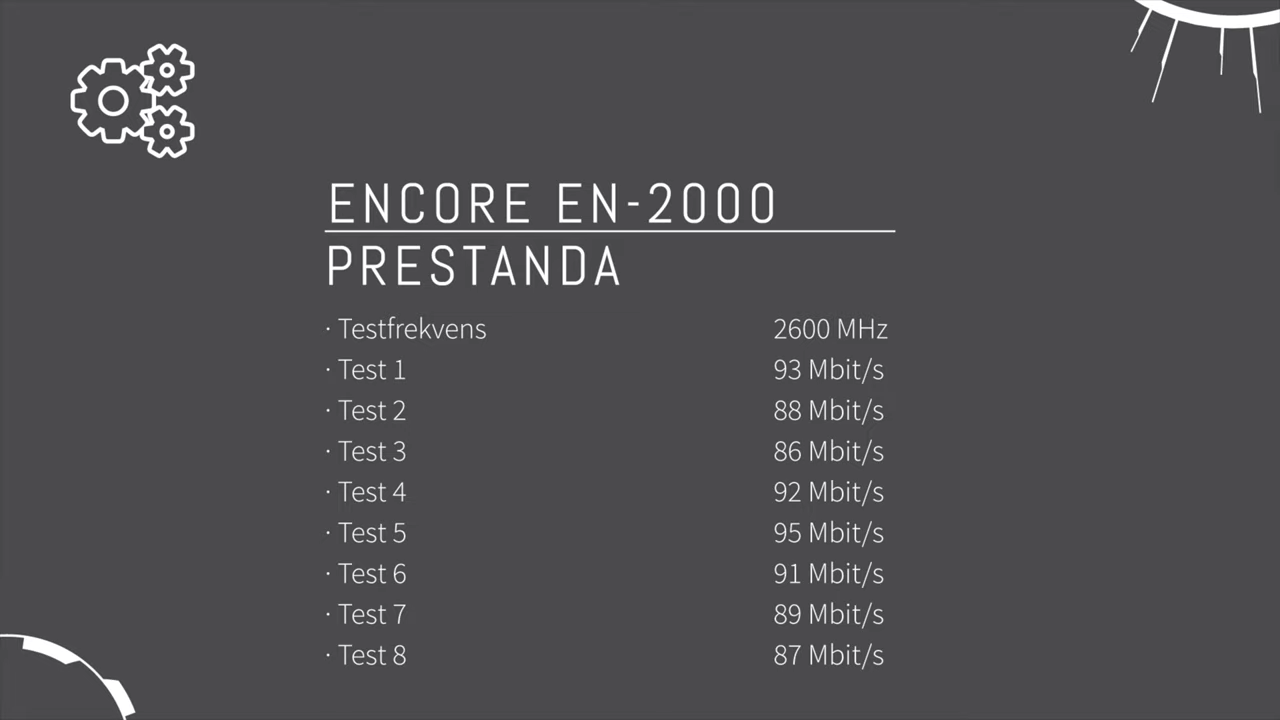 ENCORE EN-2000
PRESTANDA
· Testfrekvens 2600 MHz
· Test 1 93 Mbit/s
· Test 2 88 Mbit/s
· Test 3 86 Mbit/s
· Test 4 92 Mbit/s
· Test 5 95 Mbit/s
· Test 6 91 Mbit/s
· Test 7 89 Mbit/s
· Test 8 87 Mbit/s